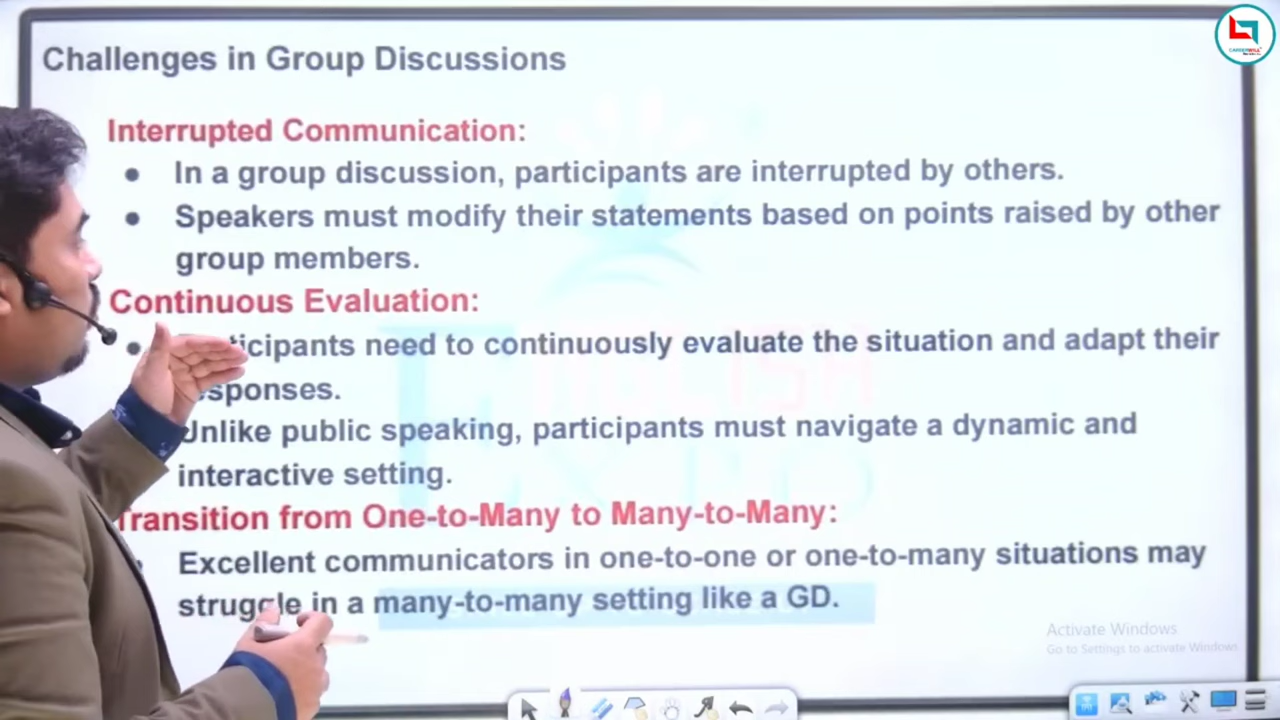 Challenges in Group Discussions
Interrupted Communication:
● In a group discussion, participants are interrupted by others.
● Speakers must modify their statements based on points raised by other
group members.
Continuous Evaluation:
● ticipants need to continuously evaluate the situation and adapt their
sponses.
Unlike public speaking, participants must navigate a dynamic and
interactive setting.
Transition from One-to-Many to Many-to-Many:
Excellent communicators in one-to-one or one-to-many situations may
struggle in a many-to-many setting like a GD.
Activate Windows
Go to Settings to activate Windows
CAREERWILL